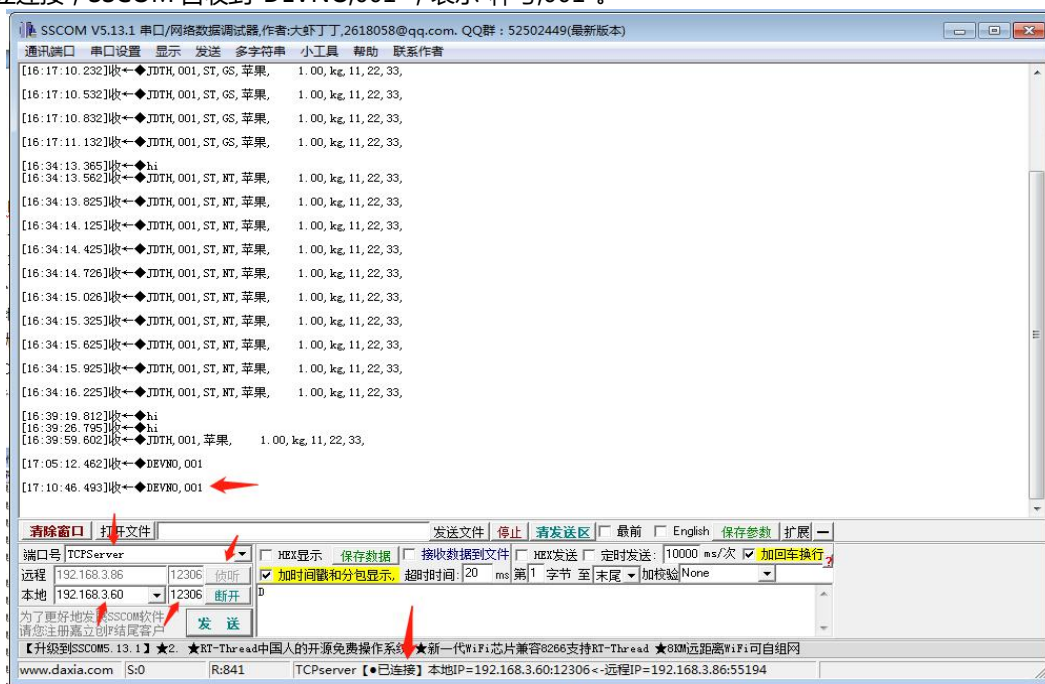 立连接，SSCOM 会收到"DEVNO,001"，表示"秤号,001"。
SSCOM V5.13.1 串口/网络数据调试器,作者:大虾丁丁,2618058@qq.com. QQ群：52502449(最新版本)
通讯端口 串口设置 显示 发送 多字符串 小工具 帮助 联系作者
[16:17:10.232]收←◆JDTH,001,ST,GS,苹果, 1.00,kg,11,22,33,
[16:17:10.532]收←◆JDTH,001,ST,GS,苹果, 1.00,kg,11,22,33,
[16:17:10.832]收←◆JDTH,001,ST,GS,苹果, 1.00,kg,11,22,33,
[16:17:11.132]收←◆JDTH,001,ST,GS,苹果, 1.00,kg,11,22,33,
[16:34:13.365]收←◆hi
[16:34:13.562]收←◆JDTH,001,ST,NT,苹果, 1.00,kg,11,22,33,
[16:34:13.825]收←◆JDTH,001,ST,NT,苹果, 1.00,kg,11,22,33,
[16:34:14.125]收←◆JDTH,001,ST,NT,苹果, 1.00,kg,11,22,33,
[16:34:14.425]收←◆JDTH,001,ST,NT,苹果, 1.00,kg,11,22,33,
[16:34:14.726]收←◆JDTH,001,ST,NT,苹果, 1.00,kg,11,22,33,
[16:34:15.026]收←◆JDTH,001,ST,NT,苹果, 1.00,kg,11,22,33,
[16:34:15.325]收←◆JDTH,001,ST,NT,苹果, 1.00,kg,11,22,33,
[16:34:15.625]收←◆JDTH,001,ST,NT,苹果, 1.00,kg,11,22,33,
[16:34:15.925]收←◆JDTH,001,ST,NT,苹果, 1.00,kg,11,22,33,
[16:34:16.225]收←◆JDTH,001,ST,NT,苹果, 1.00,kg,11,22,33,
[16:39:19.812]收←◆hi
[16:39:26.795]收←◆hi
[16:39:59.602]收←◆JDTH,001,苹果, 1.00,kg,11,22,33,
[17:05:12.462]收←◆DEVNO,001
[17:10:46.493]收←◆DEVNO,001
清除窗口 打开文件 发送文件 停止 清发送区 最前 English 保存参数 扩展 —
端口号 TCPServer HEX显示 保存数据 接收数据到文件 HEX发送 定时发送: 10000 ms/次 加回车换行
远程 192.168.3.86 12306 侦听 加时间戳和分包显示, 超时时间: 20 ms 第1 字节 至 末尾 加校验 None
本地 192.168.3.60 12306 断开 D
为了更好地发展SSCOM软件
请您注册嘉立创F结尾客户 发 送
【升级到SSCOM5.13.1】★2. ★RT-Thread中国人的开源免费操作系统 ★新一代WiFi芯片兼容8266支持RT-Thread ★8KM远距离WiFi可自组网
www.daxia.com S:0 R:841 TCPserver 【●已连接】本地IP=192.168.3.60:12306<-远程IP=192.168.3.86:55194